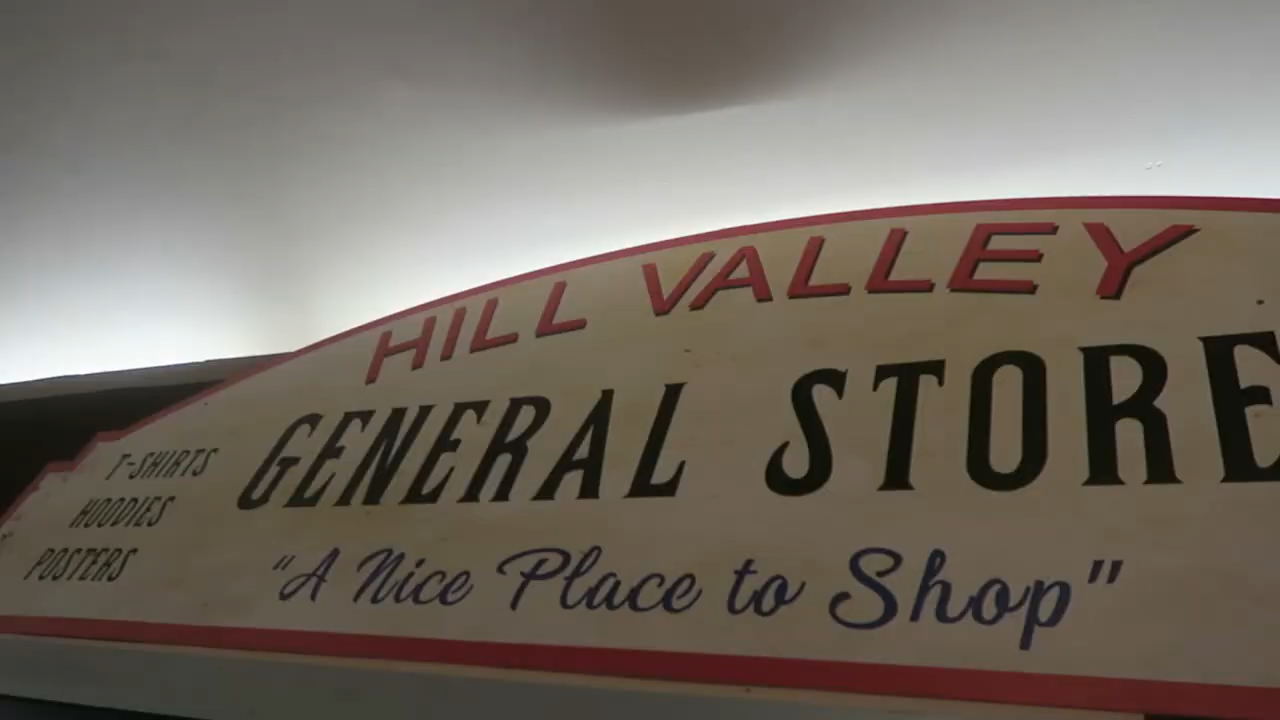 HILL VALLEY
GENERAL STORE
T-SHIRTS
HOODIES
POSTERS
"A Nice Place to Shop"